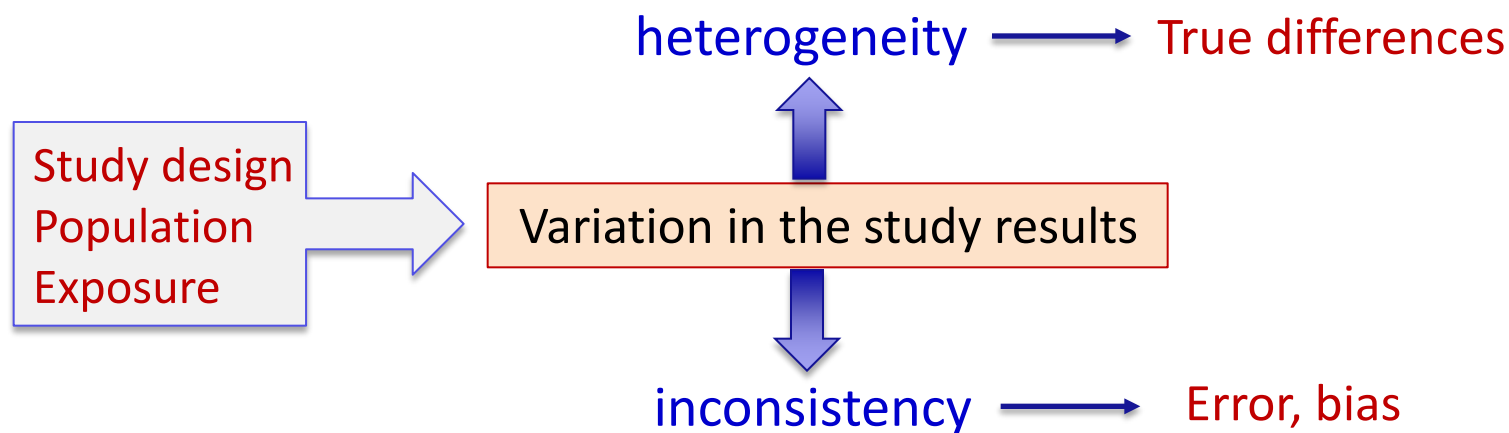 heterogeneity
True differences
Study design
Population
Exposure
Variation in the study results
inconsistency
Error, bias